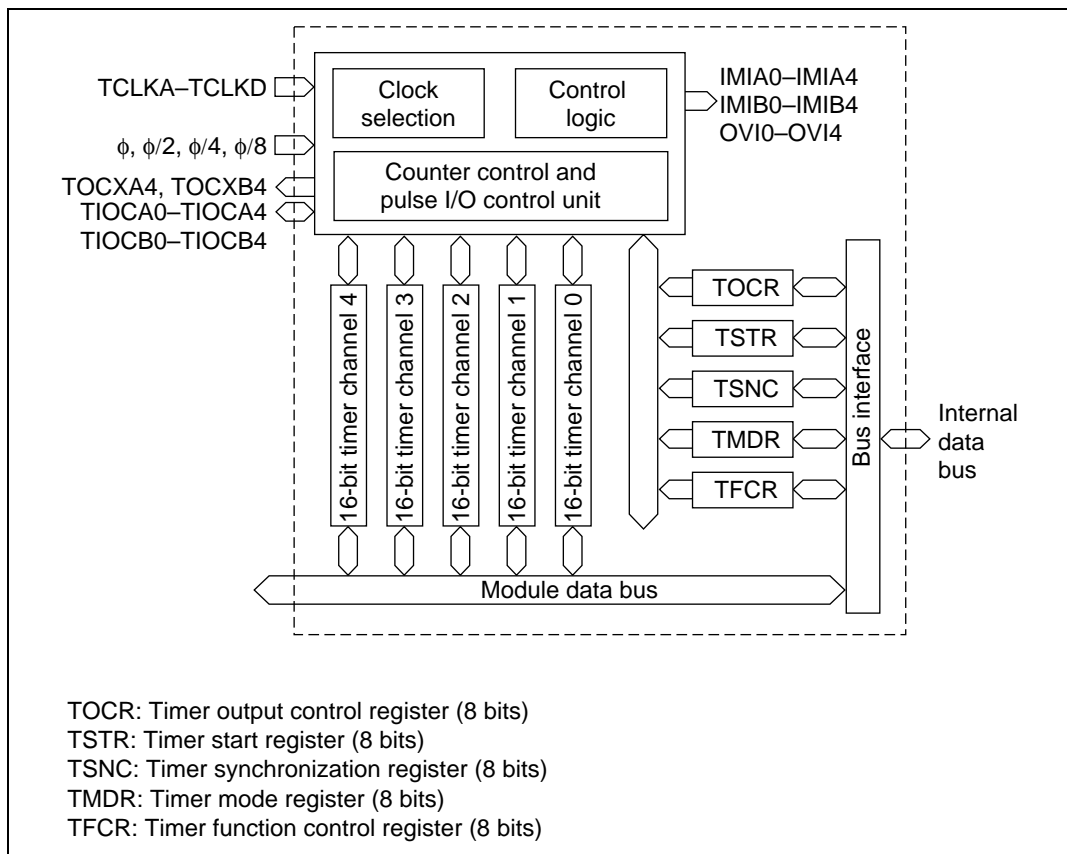 TCLKA–TCLKD
ϕ, ϕ/2, ϕ/4, ϕ/8
TOCXA4, TOCXB4
TIOCA0–TIOCA4
TIOCB0–TIOCB4
Clock
selection
Control
logic
Counter control and
pulse I/O control unit
IMIA0–IMIA4
IMIB0–IMIB4
OVI0–OVI4
16-bit timer channel 4
16-bit timer channel 3
16-bit timer channel 2
16-bit timer channel 1
16-bit timer channel 0
TOCR
TSTR
TSNC
TMDR
TFCR
Bus interface
Internal
data
bus
Module data bus
TOCR: Timer output control register (8 bits)
TSTR: Timer start register (8 bits)
TSNC: Timer synchronization register (8 bits)
TMDR: Timer mode register (8 bits)
TFCR: Timer function control register (8 bits)